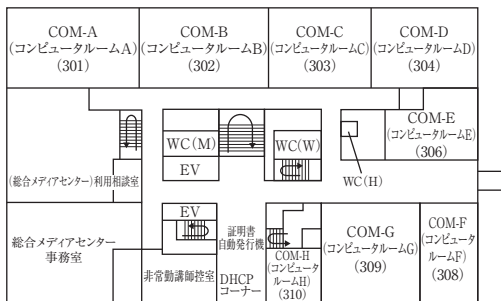 COM-A
(コンピュータルームA)
(301)
COM-B
(コンピュータルームB)
(302)
COM-C
(コンピュータルームC)
(303)
COM-D
(コンピュータルームD)
(304)
COM-E
(コンピュータルームE)
(306)
WC(M)
WC(W)
EV
WC(H)
(総合メディアセンター)利用相談室
総合メディアセンター
事務室
EV
非常勤講師控室
証明書
自動発行機
DHCP
コーナー
COM-H
(コンピュータ
ルームH)
(310)
COM-G
(コンピュータルームG)
(309)
COM-F
(コンピュータ
ルームF)
(308)